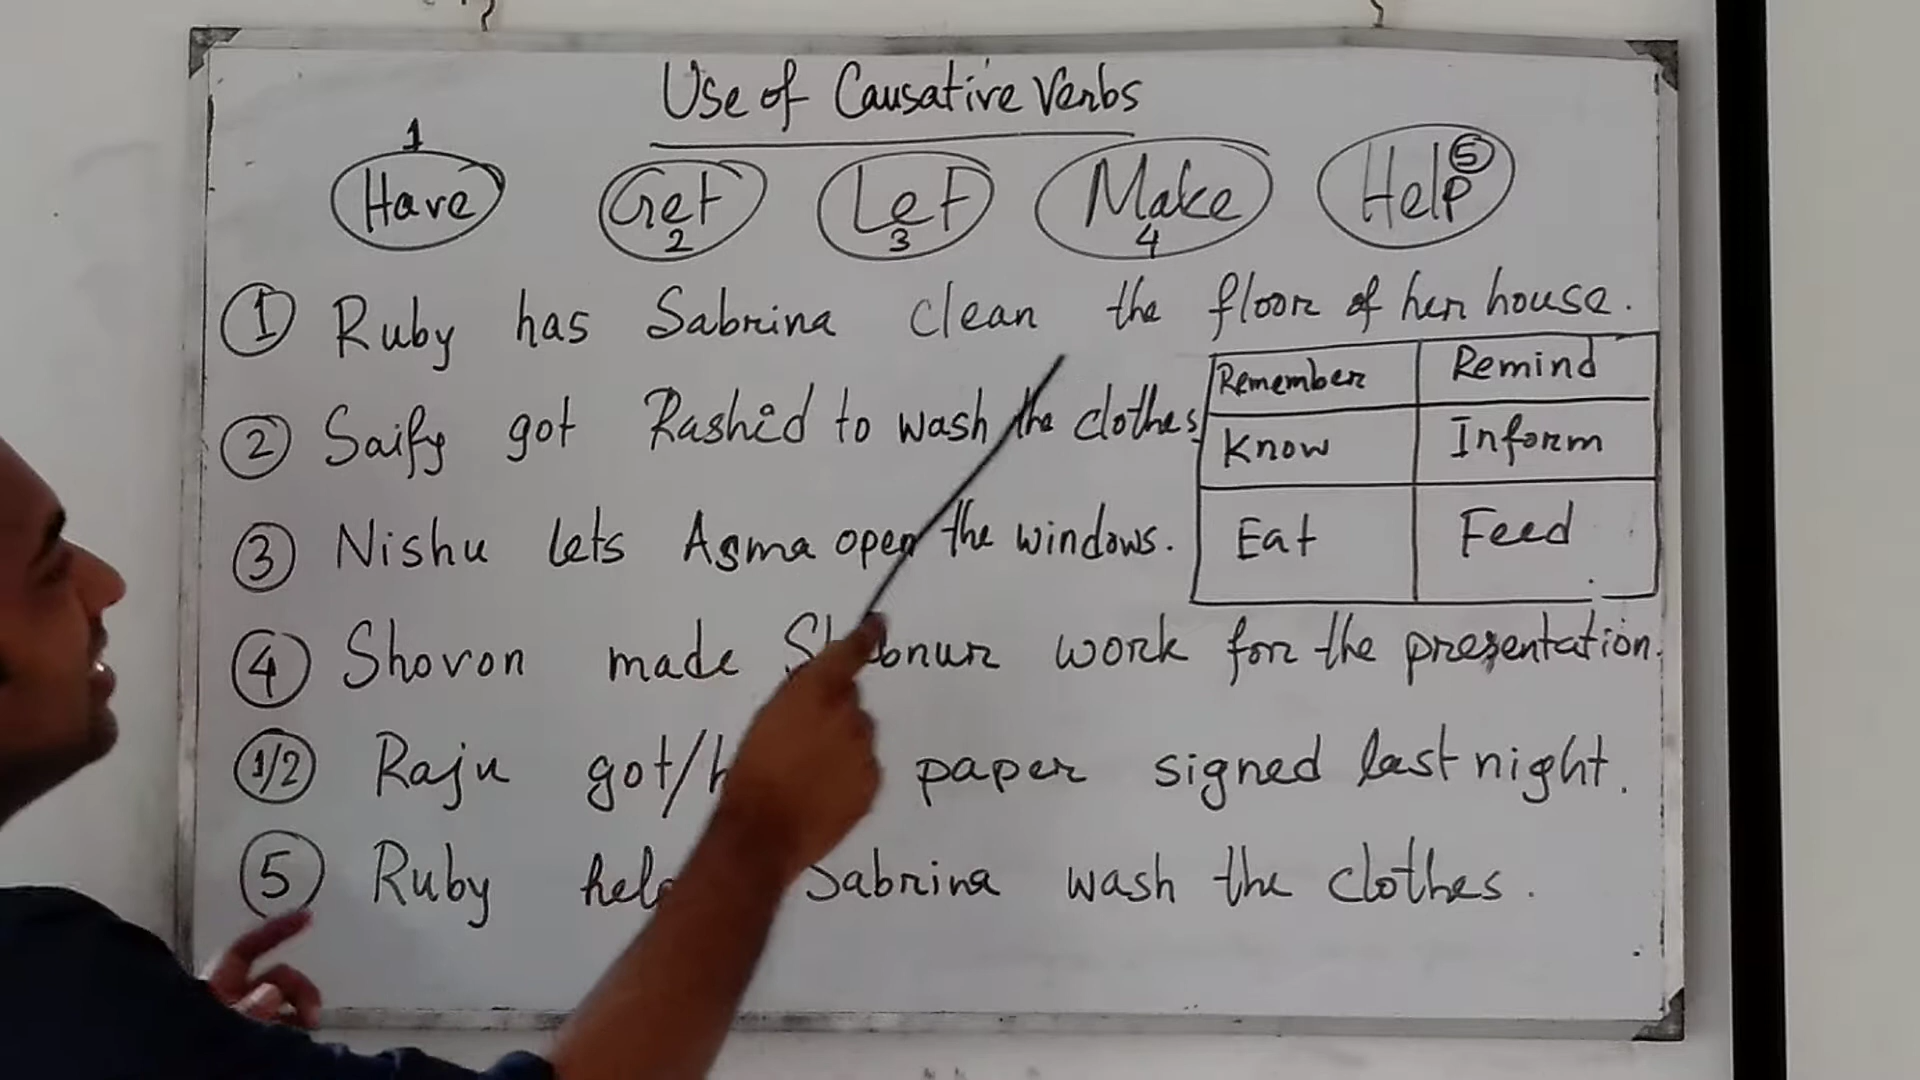 Use of Causative Verbs
1
Have Get Let Make Help
2 3 4 5
1 Ruby has Sabrina clean the floor of her house.
2 Saify got Rashid to wash the clothes
3 Nishu lets Asma open the windows.
4 Shovon made work for the presentation.
1/2 Raju got/ paper signed last night.
5 Ruby Sabrina wash the clothes.
Remember Remind
Know Inform
Eat Feed